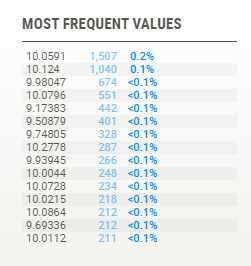 MOST FREQUENT VALUES
10.0591 1,507 0.2%
10.124 1,040 0.1%
9.98047 674 <0.1%
10.0796 551 <0.1%
9.17383 442 <0.1%
9.50879 401 <0.1%
9.74805 328 <0.1%
10.2778 287 <0.1%
9.93945 266 <0.1%
10.0044 248 <0.1%
10.0728 234 <0.1%
10.0215 218 <0.1%
10.0864 212 <0.1%
9.69336 212 <0.1%
10.0112 211 <0.1%